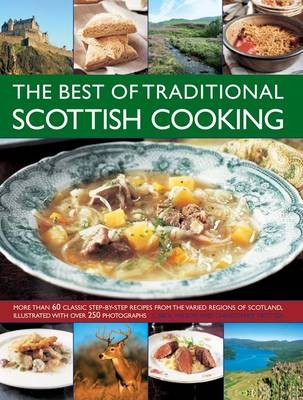 THE BEST OF TRADITIONAL
SCOTTISH COOKING
MORE THAN 60 CLASSIC STEP-BY-STEP RECIPES FROM THE VARIED REGIONS OF SCOTLAND,
ILLUSTRATED WITH OVER 250 PHOTOGRAPHS